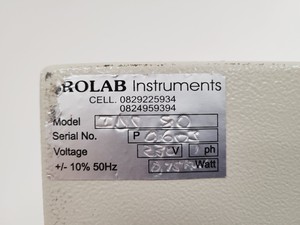 ROLAB Instruments
CELL. 0829225934
0824959394
Model
Serial No. P
Voltage V ph
+/- 10% 50Hz Watt